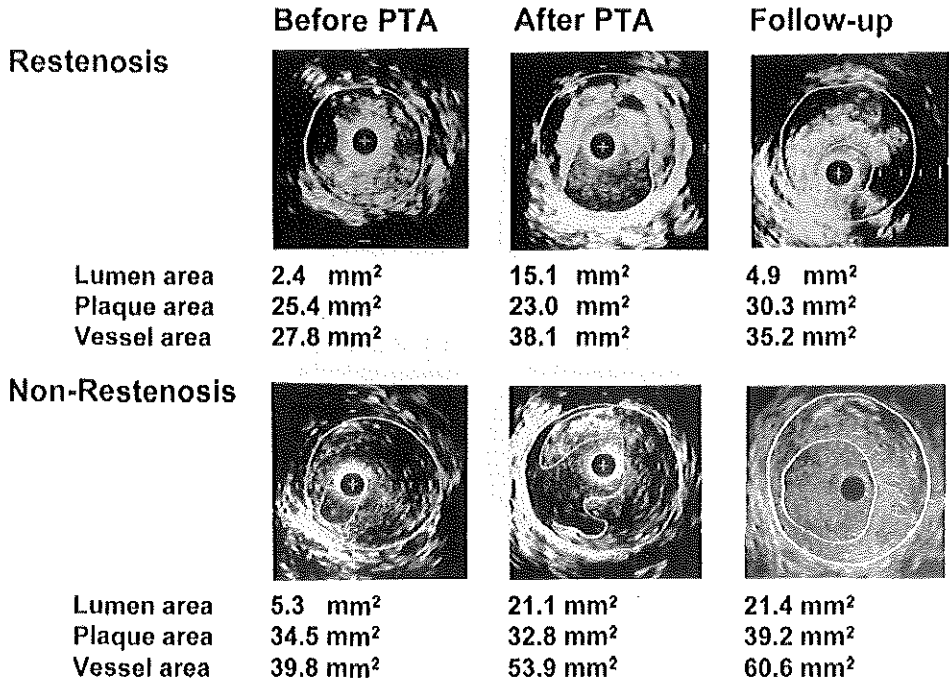 Before PTA After PTA Follow-up
Restenosis
Lumen area 2.4 mm² 15.1 mm² 4.9 mm²
Plaque area 25.4 mm² 23.0 mm² 30.3 mm²
Vessel area 27.8 mm² 38.1 mm² 35.2 mm²
Non-Restenosis
Lumen area 5.3 mm² 21.1 mm² 21.4 mm²
Plaque area 34.5 mm² 32.8 mm² 39.2 mm²
Vessel area 39.8 mm² 53.9 mm² 60.6 mm²